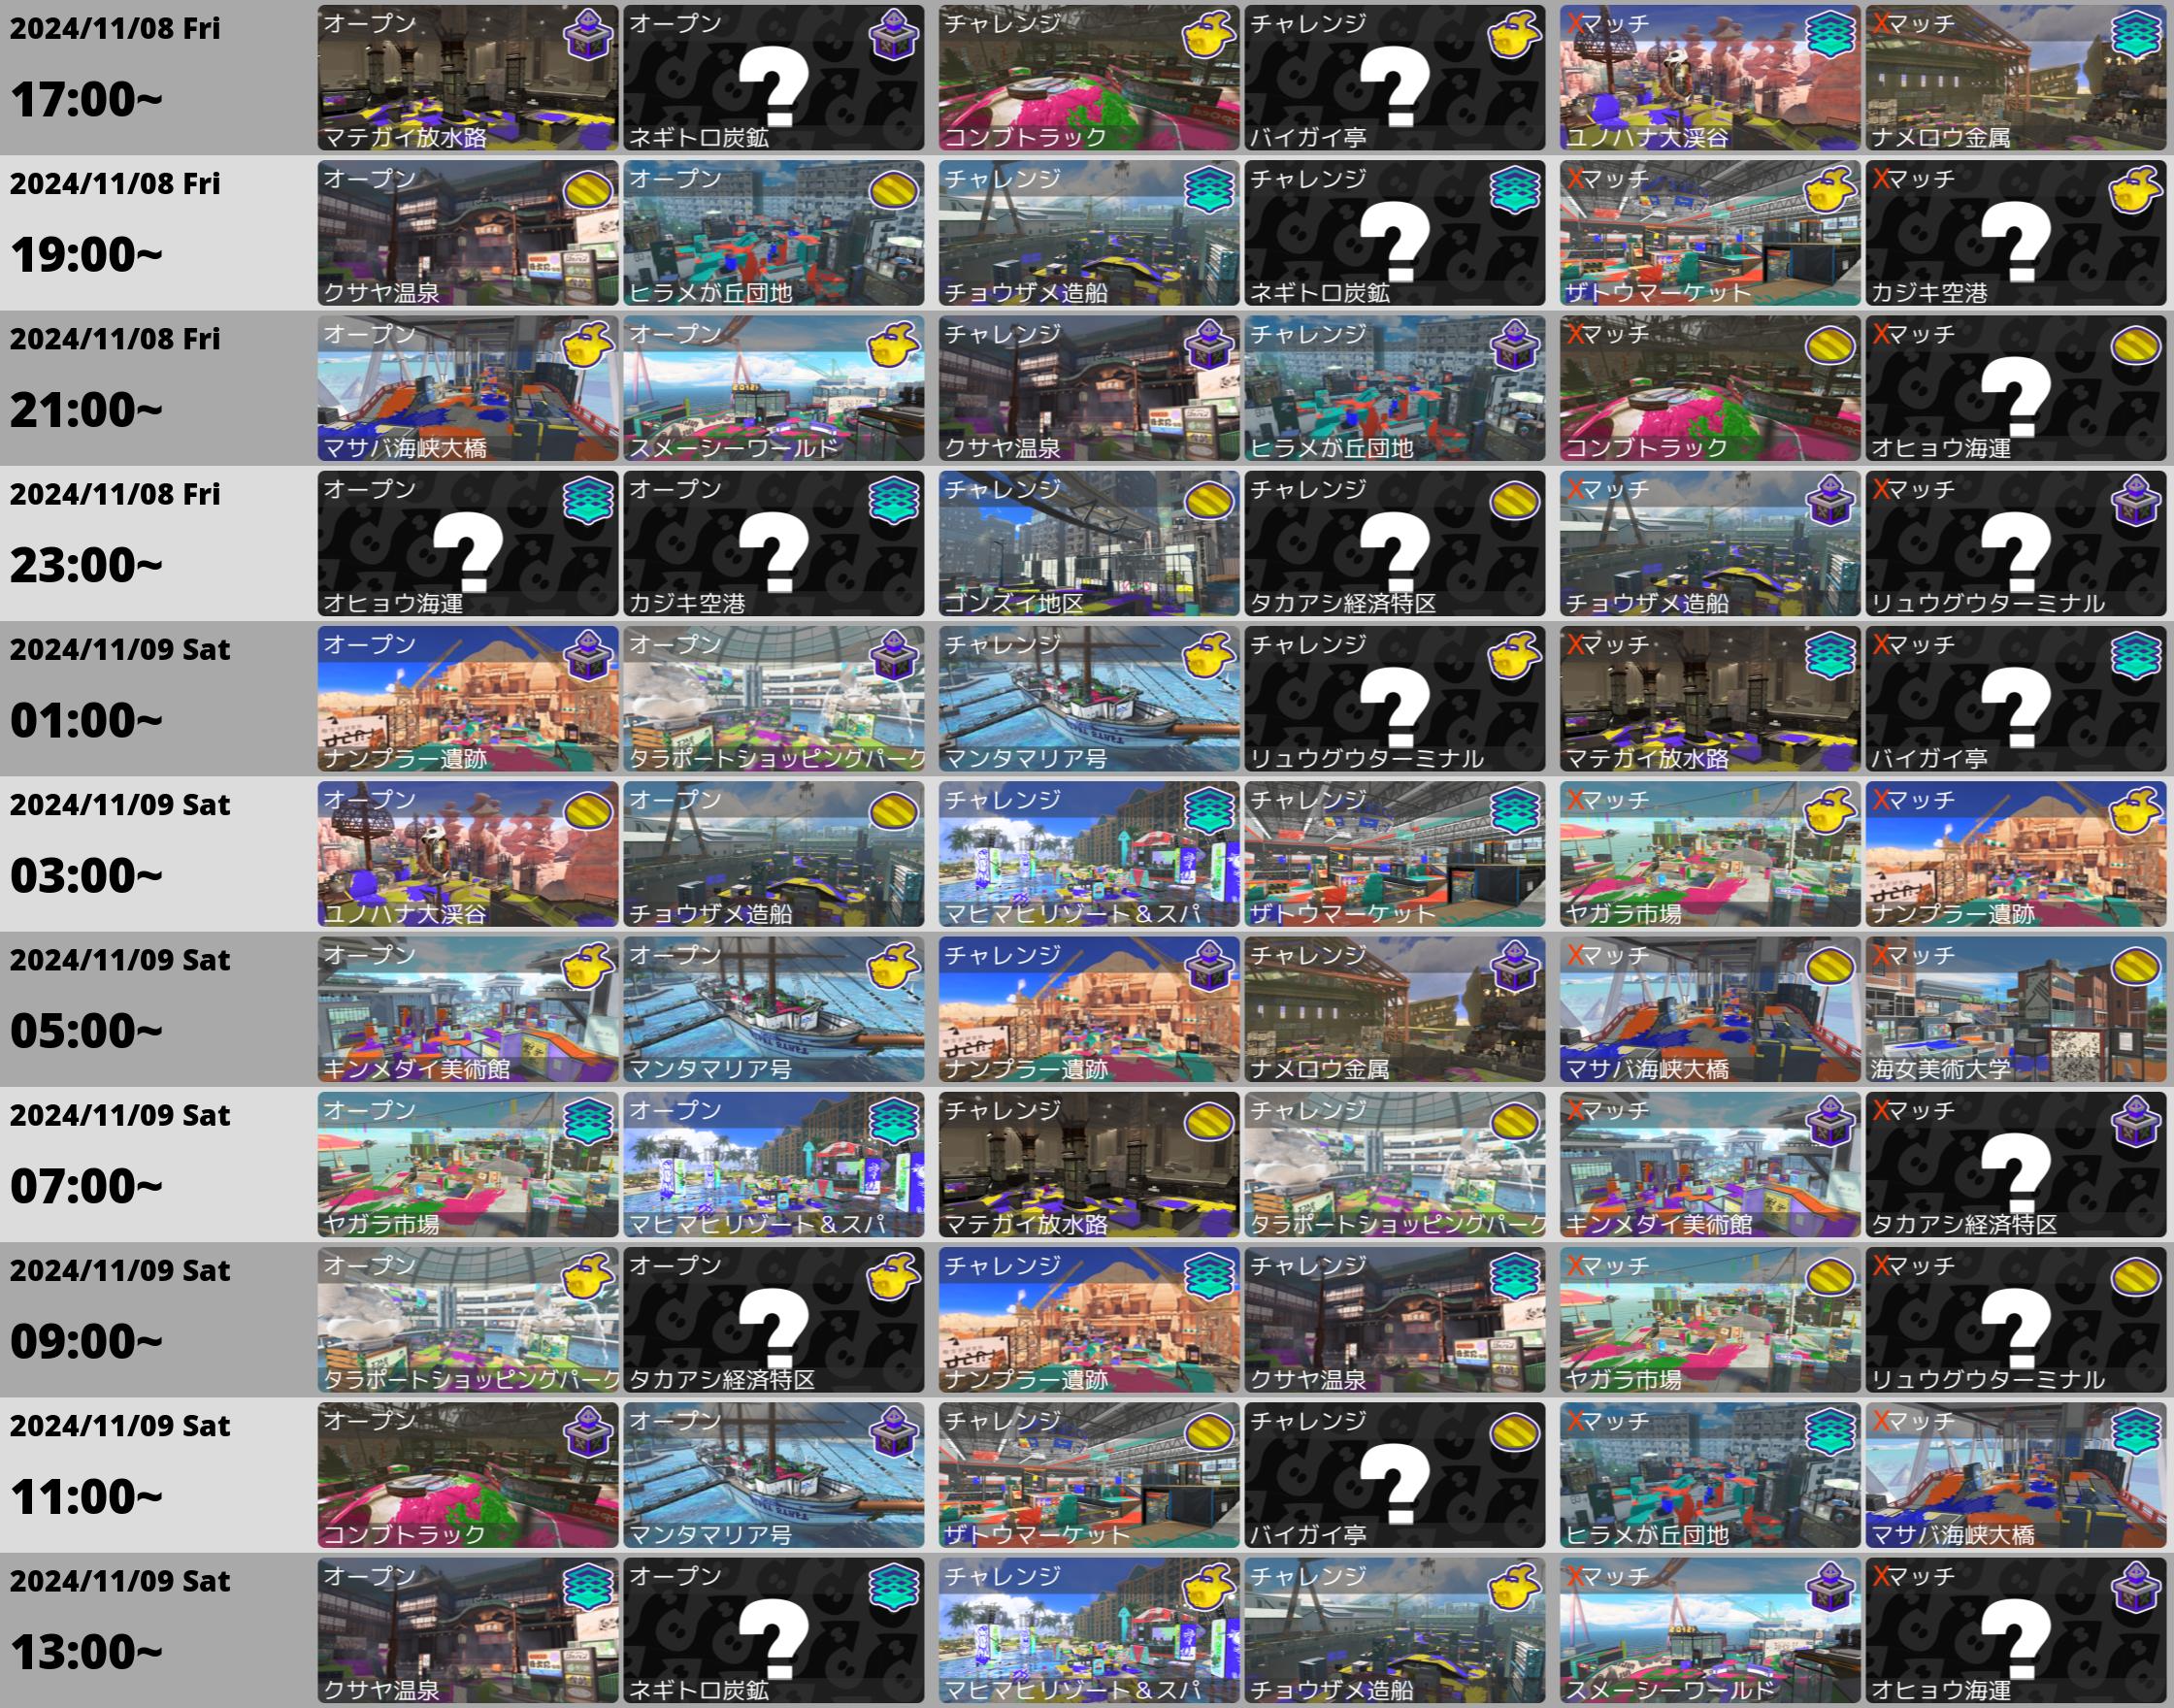 2024/11/08 Fri
17:00~
オープン オープン チャレンジ チャレンジ Xマッチ Xマッチ
マテガイ放水路 ネギトロ炭鉱 コンブトラック バイガイ亭 ユノハナ大渓谷 ナメロウ金属
2024/11/08 Fri
19:00~
オープン オープン チャレンジ チャレンジ Xマッチ Xマッチ
クサヤ温泉 ヒラメが丘団地 チョウザメ造船 ネギトロ炭鉱 ザトウマーケット カジキ空港
2024/11/08 Fri
21:00~
オープン オープン チャレンジ チャレンジ Xマッチ Xマッチ
マサバ海峡大橋 スメーシーワールド クサヤ温泉 ヒラメが丘団地 コンブトラック オヒョウ海運
2024/11/08 Fri
23:00~
オープン オープン チャレンジ チャレンジ Xマッチ Xマッチ
オヒョウ海運 カジキ空港 ゴンズイ地区 タカアシ経済特区 チョウザメ造船 リュウグウターミナル
2024/11/09 Sat
01:00~
オープン オープン チャレンジ チャレンジ Xマッチ Xマッチ
ナンプラー遺跡 タラポートショッピングパーク マンタマリア号 リュウグウターミナル マテガイ放水路 バイガイ亭
2024/11/09 Sat
03:00~
オープン オープン チャレンジ チャレンジ Xマッチ Xマッチ
ユノハナ大渓谷 チョウザメ造船 マヒマヒリゾート＆スパ ザトウマーケット ヤガラ市場 ナンプラー遺跡
2024/11/09 Sat
05:00~
オープン オープン チャレンジ チャレンジ Xマッチ Xマッチ
キンメダイ美術館 マンタマリア号 ナンプラー遺跡 ナメロウ金属 マサバ海峡大橋 海女美術大学
2024/11/09 Sat
07:00~
オープン オープン チャレンジ チャレンジ Xマッチ Xマッチ
ヤガラ市場 マヒマヒリゾート＆スパ マテガイ放水路 タラポートショッピングパーク キンメダイ美術館 タカアシ経済特区
2024/11/09 Sat
09:00~
オープン オープン チャレンジ チャレンジ Xマッチ Xマッチ
タラポートショッピングパーク タカアシ経済特区 ナンプラー遺跡 クサヤ温泉 ヤガラ市場 リュウグウターミナル
2024/11/09 Sat
11:00~
オープン オープン チャレンジ チャレンジ Xマッチ Xマッチ
コンブトラック マンタマリア号 ザトウマーケット バイガイ亭 ヒラメが丘団地 マサバ海峡大橋
2024/11/09 Sat
13:00~
オープン オープン チャレンジ チャレンジ Xマッチ Xマッチ
クサヤ温泉 ネギトロ炭鉱 マヒマヒリゾート＆スパ チョウザメ造船 スメーシーワールド オヒョウ海運